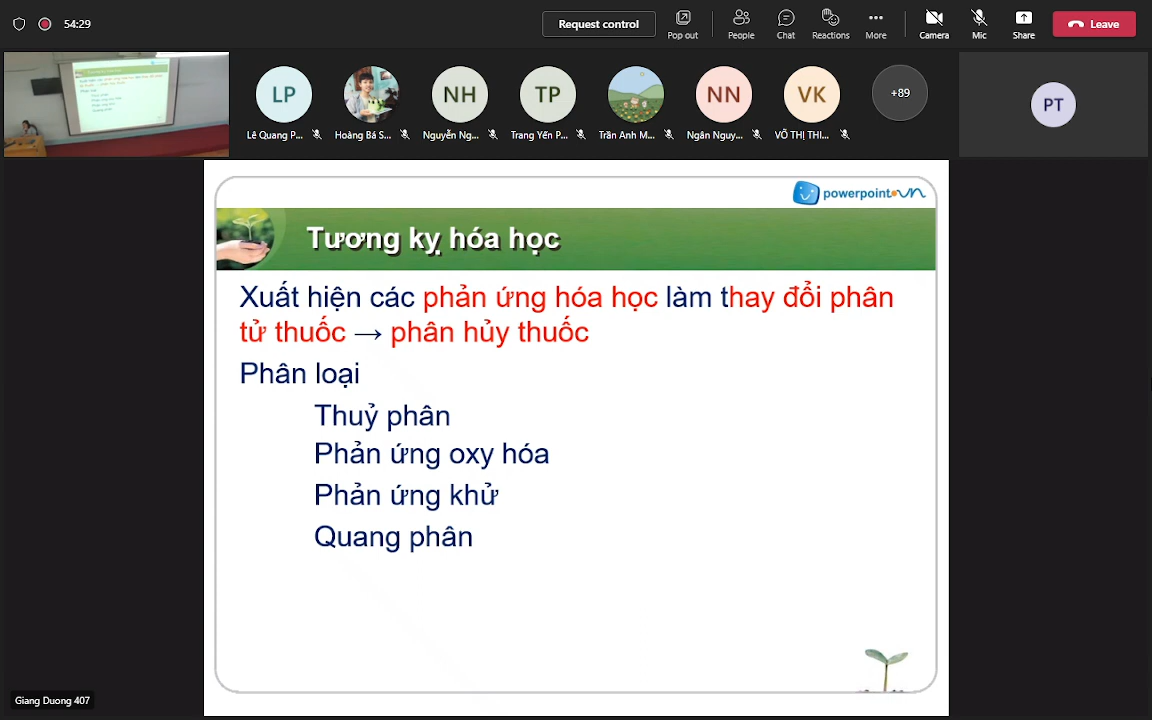 54:29
Request control
Pop out
People
Chat
Reactions
More
Camera
Mic
Share
Leave
LP
NH
TP
NN
VK
+89
PT
Lê Quang P...
Hoàng Bá S...
Nguyễn Ng...
Trang Yến P...
Trần Anh M...
Ngân Nguy...
VÕ THỊ THI...
powerpoint.vn
Tương kỵ hóa học
Xuất hiện các phản ứng hóa học làm thay đổi phân
tử thuốc → phân hủy thuốc
Phân loại
Thuỷ phân
Phản ứng oxy hóa
Phản ứng khử
Quang phân
Giang Duong 407